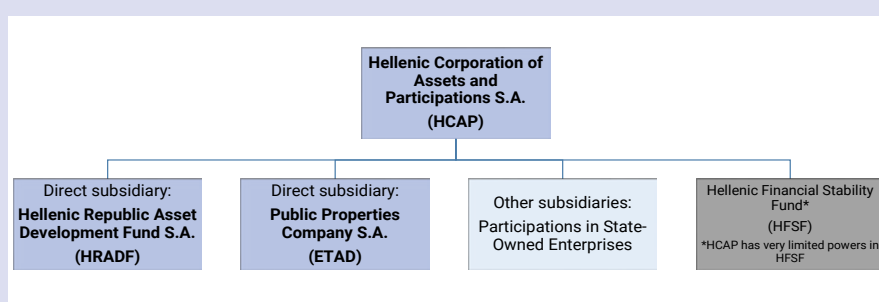 Hellenic Corporation of
Assets and
Participations S.A.
(HCAP)
Direct subsidiary:
Hellenic Republic Asset
Development Fund S.A.
(HRADF)
Direct subsidiary:
Public Properties
Company S.A.
(ETAD)
Other subsidiaries:
Participations in State-
Owned Enterprises
Hellenic Financial Stability
Fund*
(HFSF)
*HCAP has very limited powers in
HFSF